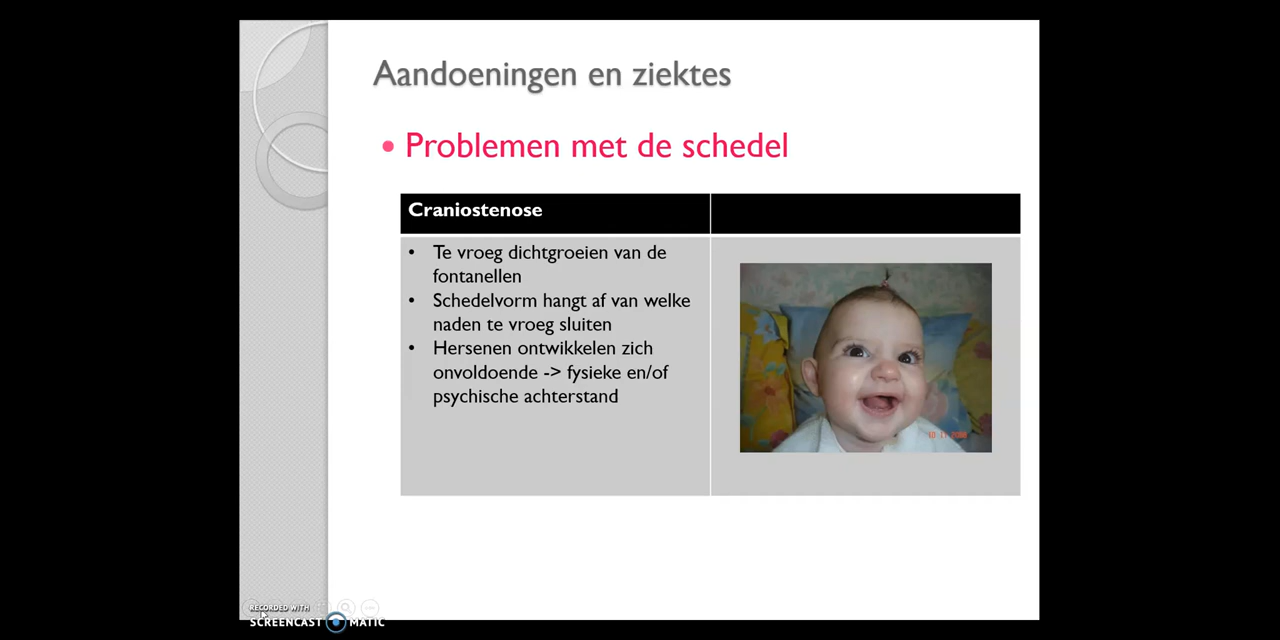 Aandoeningen en ziektes
• Problemen met de schedel
Craniostenose
• Te vroeg dichtgroeien van de
fontanellen
• Schedelvorm hangt af van welke
naden te vroeg sluiten
• Hersenen ontwikkelen zich
onvoldoende -> fysieke en/of
psychische achterstand
RECORDED WITH
SCREENCAST MATIC